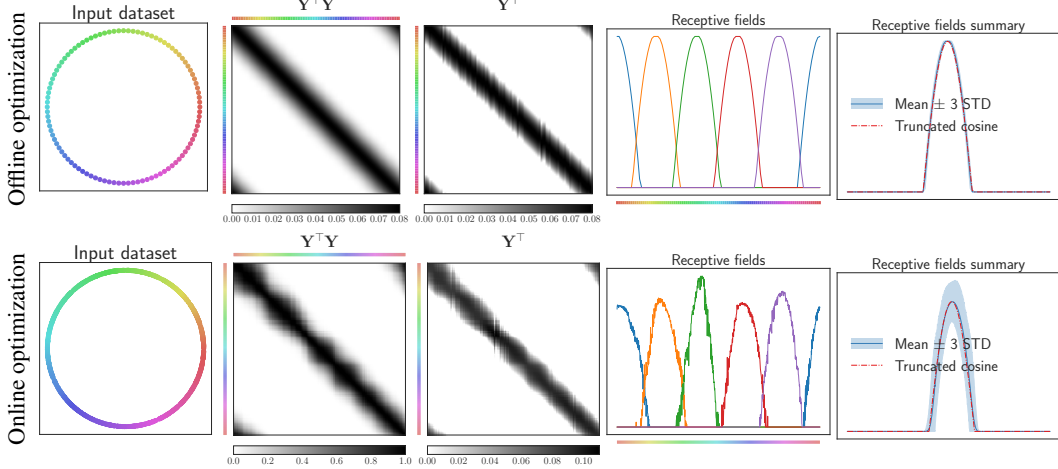 Offline optimization
Input dataset
Y⊤Y
Y⊤
Receptive fields
Receptive fields summary
Mean ± 3 STD
Truncated cosine
0.00 0.01 0.02 0.03 0.04 0.05 0.06 0.07 0.08
0.00 0.01 0.02 0.03 0.04 0.05 0.06 0.07 0.08
Online optimization
Input dataset
Y⊤Y
Y⊤
Receptive fields
Receptive fields summary
Mean ± 3 STD
Truncated cosine
0.0 0.2 0.4 0.6 0.8 1.0
0.00 0.02 0.04 0.06 0.08 0.10